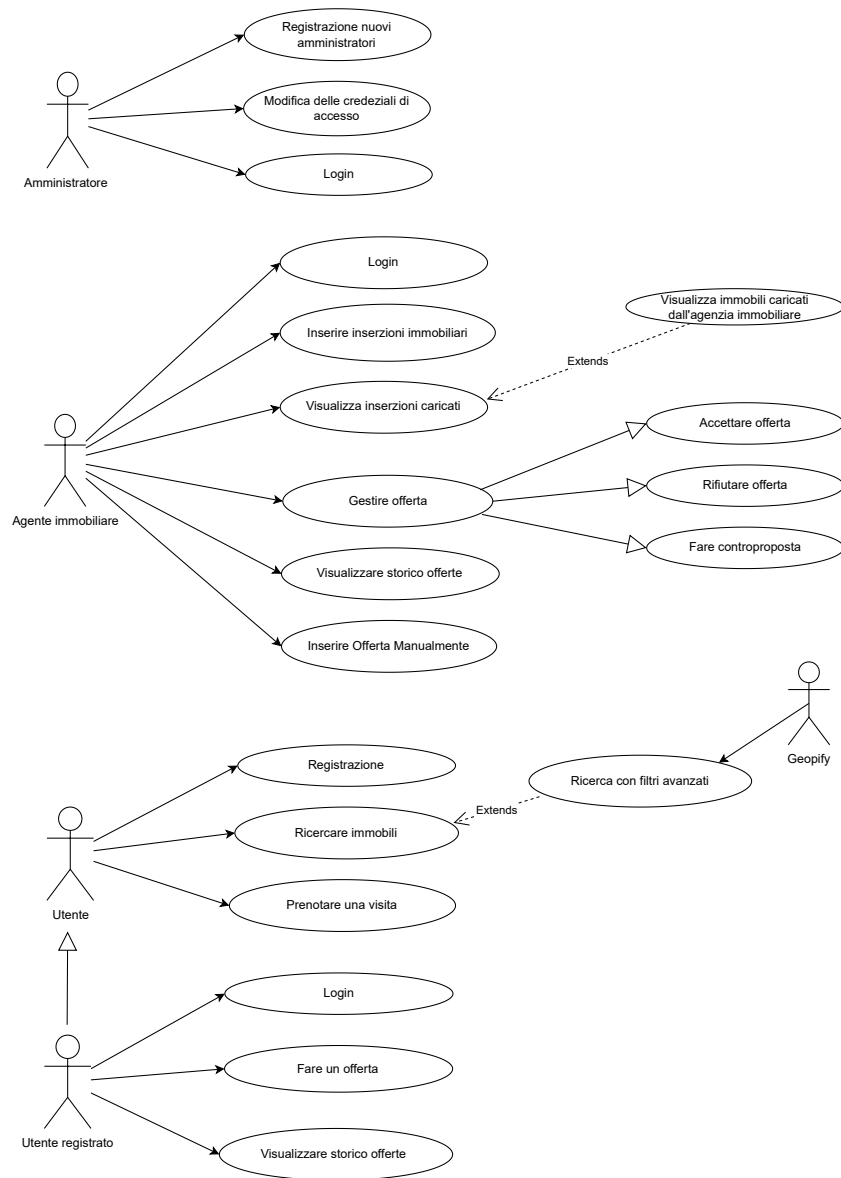 Registrazione nuovi
amministratori
Modifica delle credeziali di
accesso
Login
Amministratore
Login
Visualizza immobili caricati
dall'agenzia immobiliare
Inserire inserzioni immobiliari
Extends
Visualizza inserzioni caricati
Accettare offerta
Rifiutare offerta
Gestire offerta
Agente immobiliare
Fare controproposta
Visualizzare storico offerte
Inserire Offerta Manualmente
Geopify
Registrazione
Ricerca con filtri avanzati
Extends
Ricercare immobili
Prenotare una visita
Utente
Login
Fare un offerta
Utente registrato
Visualizzare storico offerte